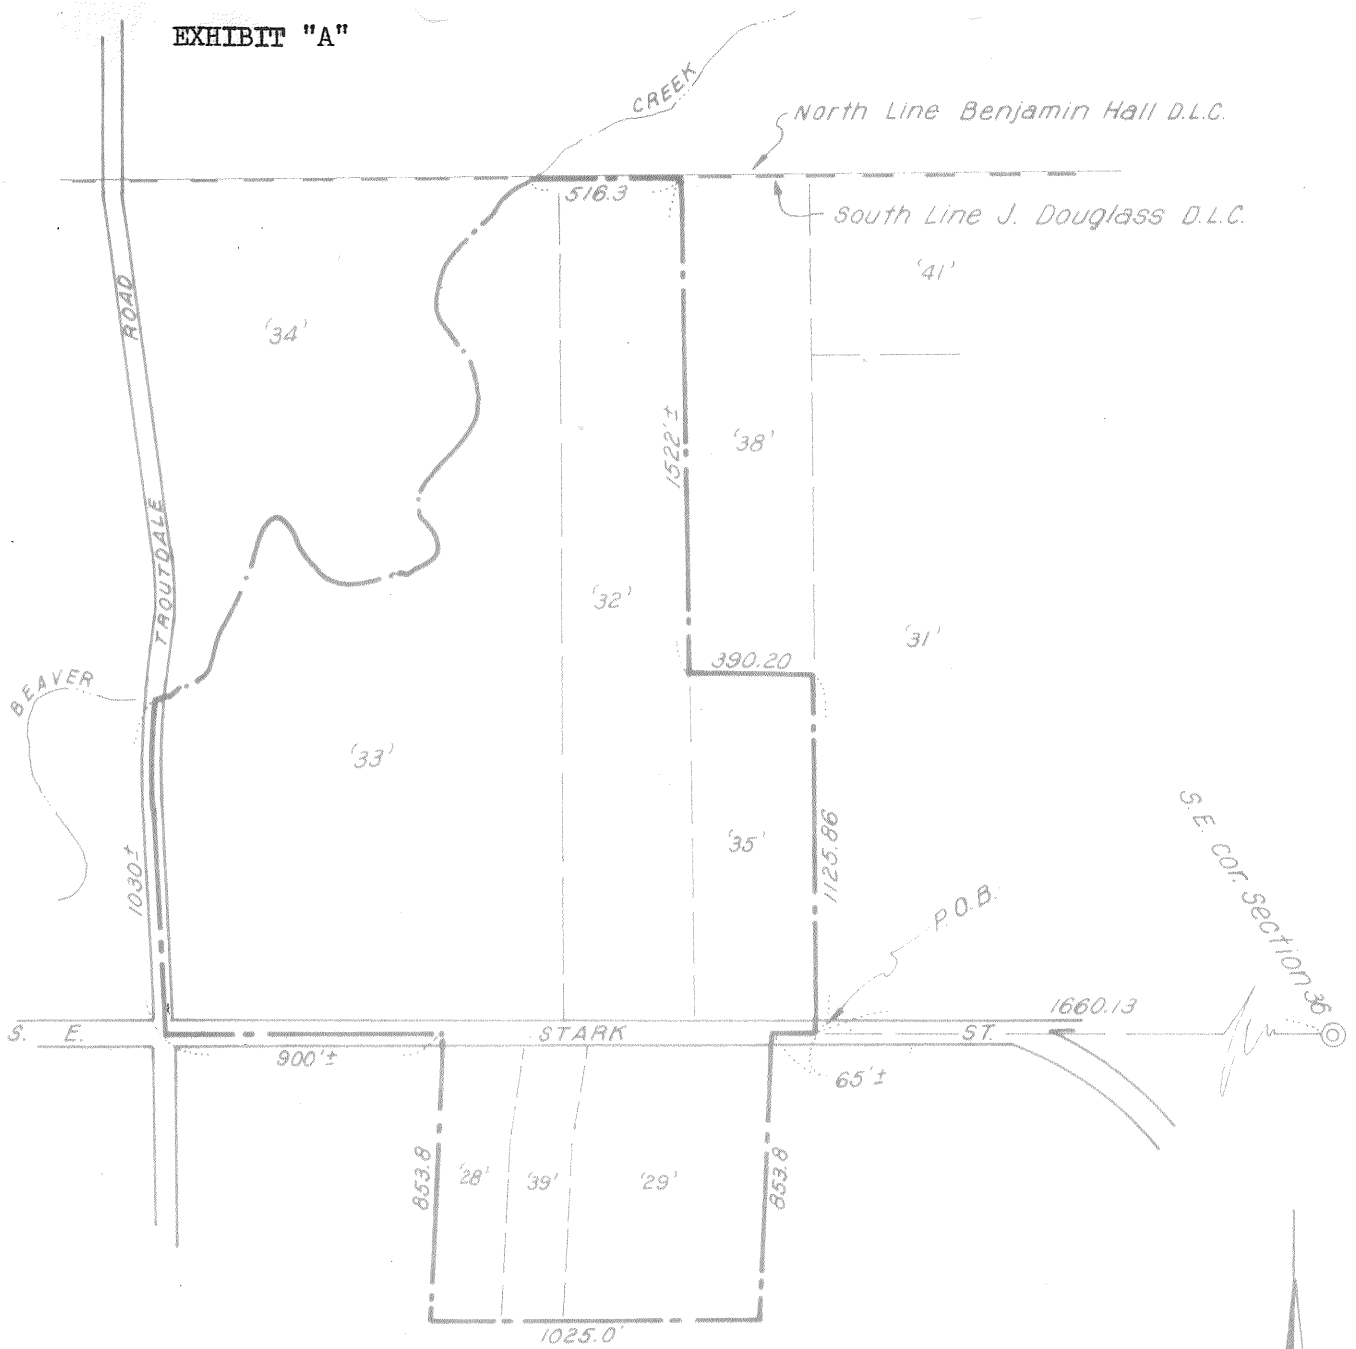 EXHIBIT "A"
CREEK
North Line Benjamin Hall D.L.C.
516.3
South Line J. Douglass D.L.C.
'41'
ROAD
'34'
1522'±
'38'
TROUTDALE
'32'
'31'
390.20
BEAVER
'33'
S.E. cor. Section 36
'35'
1125.86
1030±
P.O.B.
1660.13
S. E. STARK ST.
900'±
65'±
853.8
'28'
'39'
'29'
853.8
1025.0'